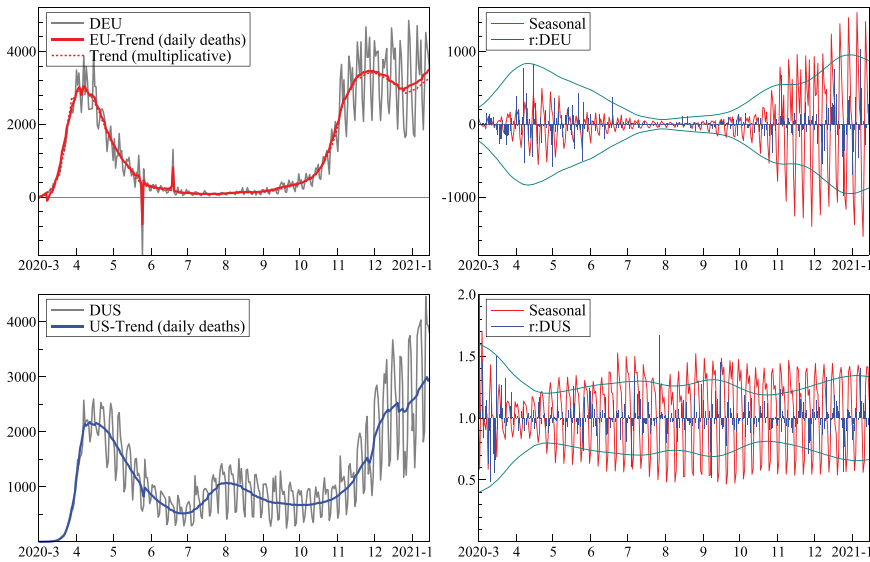 DEU
EU-Trend (daily deaths)
Trend (multiplicative)
4000
2000
0
2020-3 4 5 6 7 8 9 10 11 12 2021-1
Seasonal
r:DEU
1000
0
-1000
2020-3 4 5 6 7 8 9 10 11 12 2021-1
DUS
US-Trend (daily deaths)
4000
3000
2000
1000
2020-3 4 5 6 7 8 9 10 11 12 2021-1
Seasonal
r:DUS
2.0
1.5
1.0
0.5
2020-3 4 5 6 7 8 9 10 11 12 2021-1